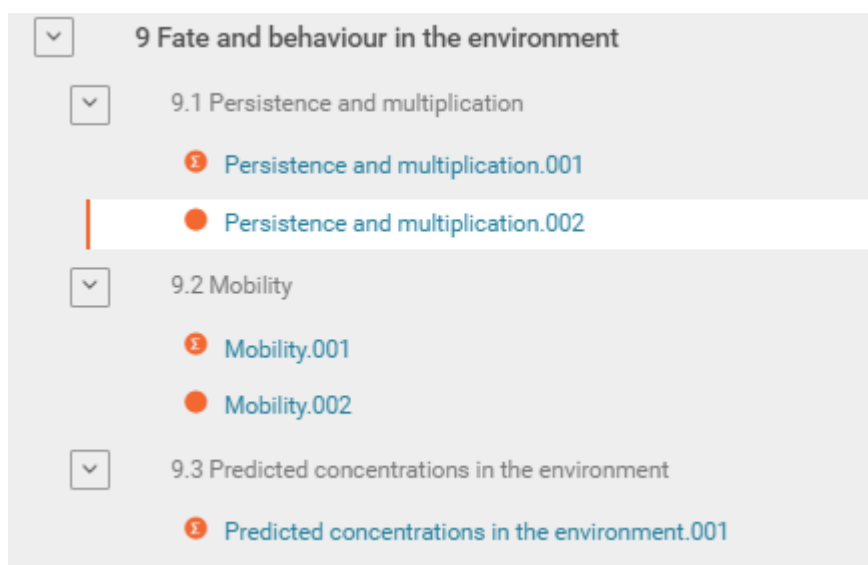 9 Fate and behaviour in the environment
9.1 Persistence and multiplication
Σ Persistence and multiplication.001
Persistence and multiplication.002
9.2 Mobility
Σ Mobility.001
Mobility.002
9.3 Predicted concentrations in the environment
Σ Predicted concentrations in the environment.001